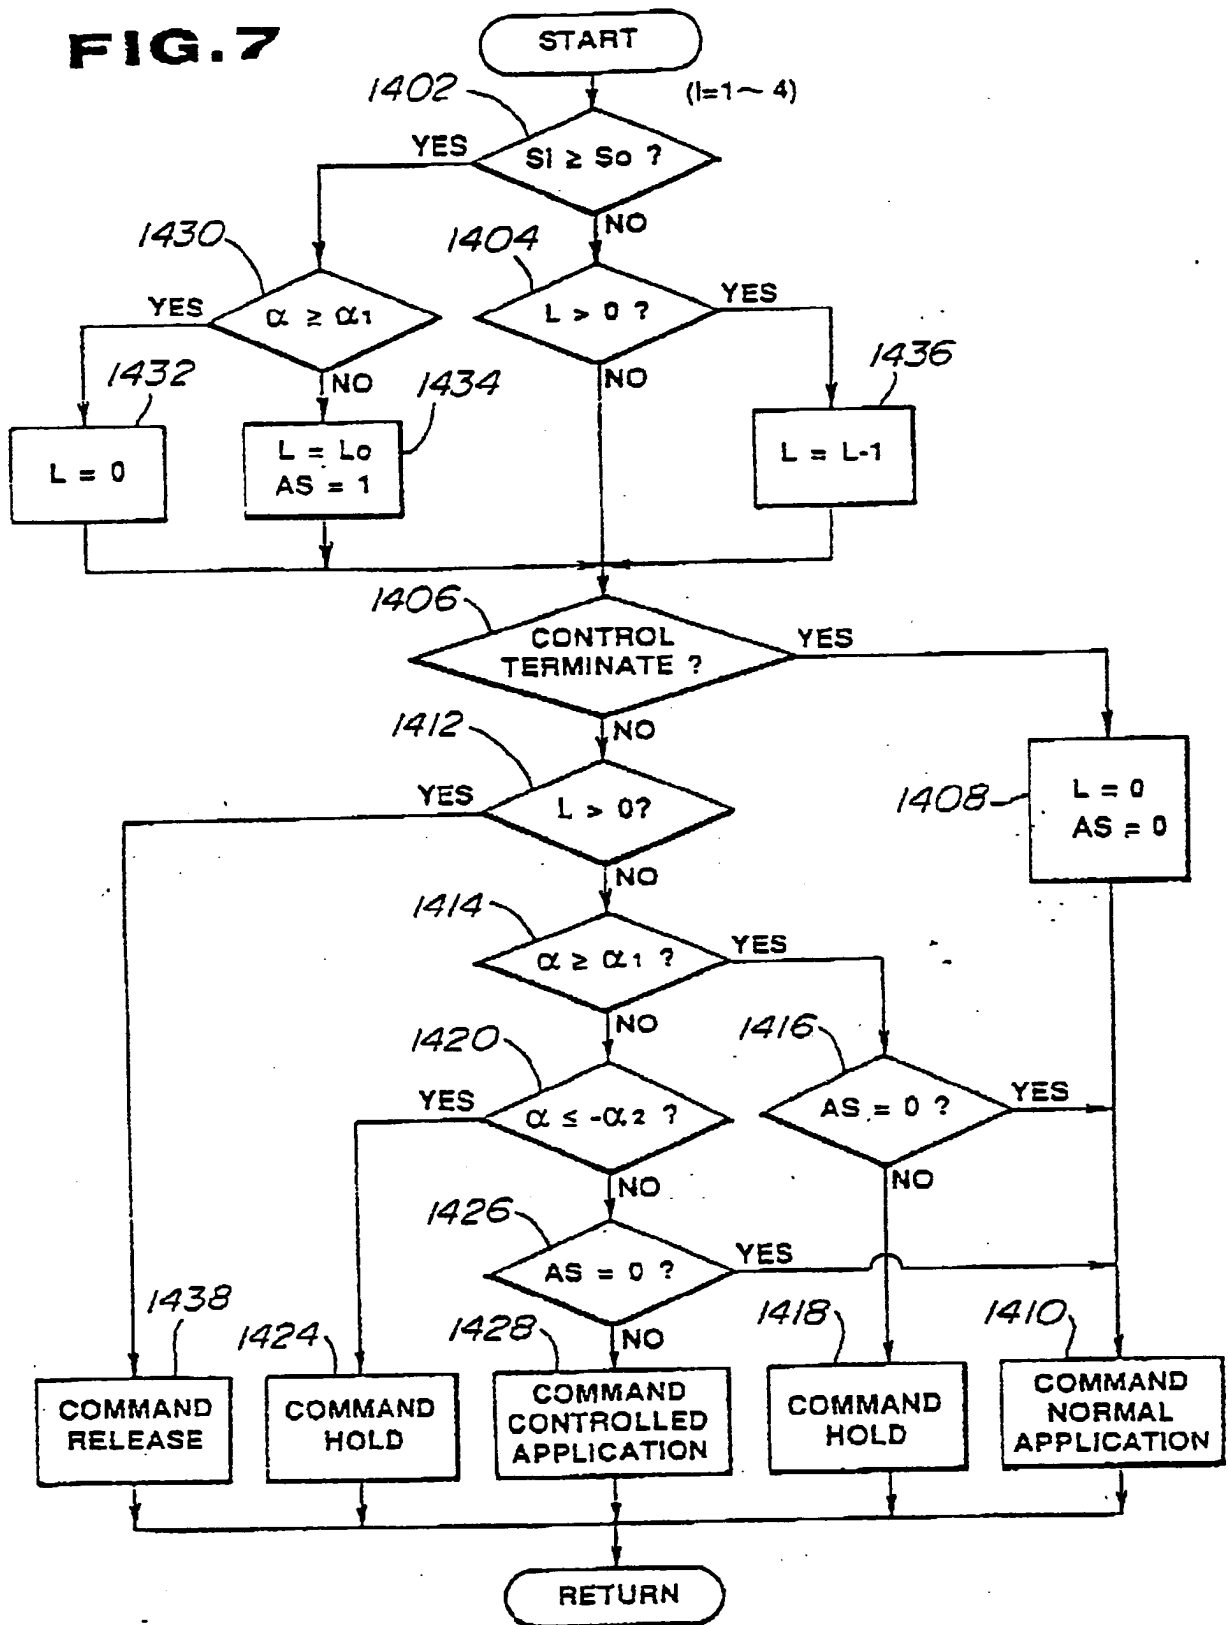 FIG.7
START
(i=1~4)
1402
YES
Si ≥ So ?
NO
1430
1404
YES
α ≥ α1
L > 0 ?
YES
NO
NO
1432
1434
1436
L = 0
L = Lo
AS = 1
L = L-1
1406
CONTROL
TERMINATE ?
YES
NO
1412
YES
L > 0?
1408
L = 0
AS = 0
NO
1414
α ≥ α1 ?
YES
NO
1420
1416
YES
α ≤ -α2 ?
AS = 0 ?
YES
NO
NO
1426
AS = 0 ?
YES
NO
1438
1424
1428
1418
1410
COMMAND
RELEASE
COMMAND
HOLD
COMMAND
CONTROLLED
APPLICATION
COMMAND
HOLD
COMMAND
NORMAL
APPLICATION
RETURN